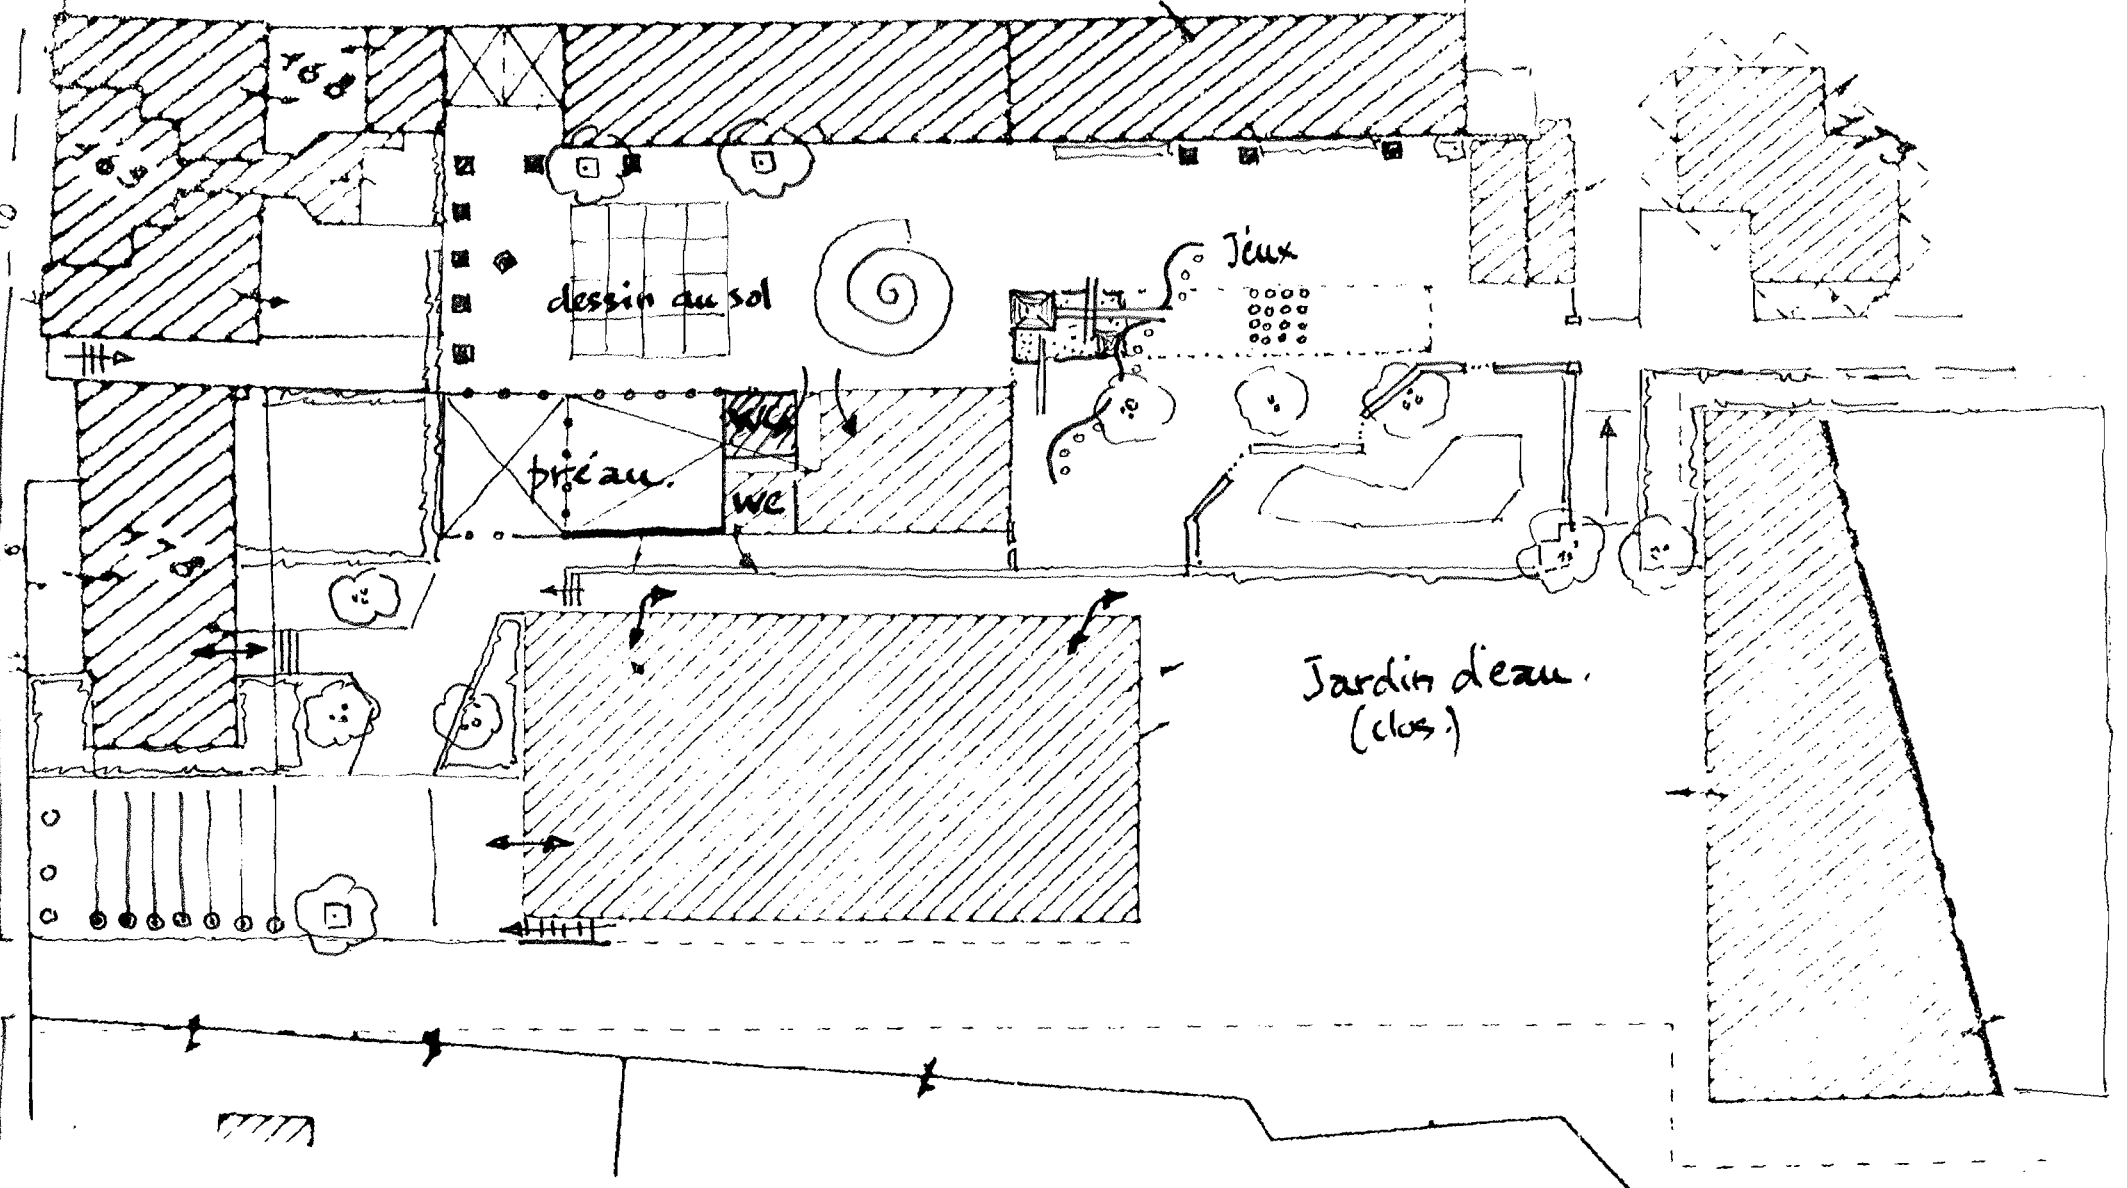 Jeux
dessin au sol
wc
préau.
wc
Jardin d'eau.
(clos.)